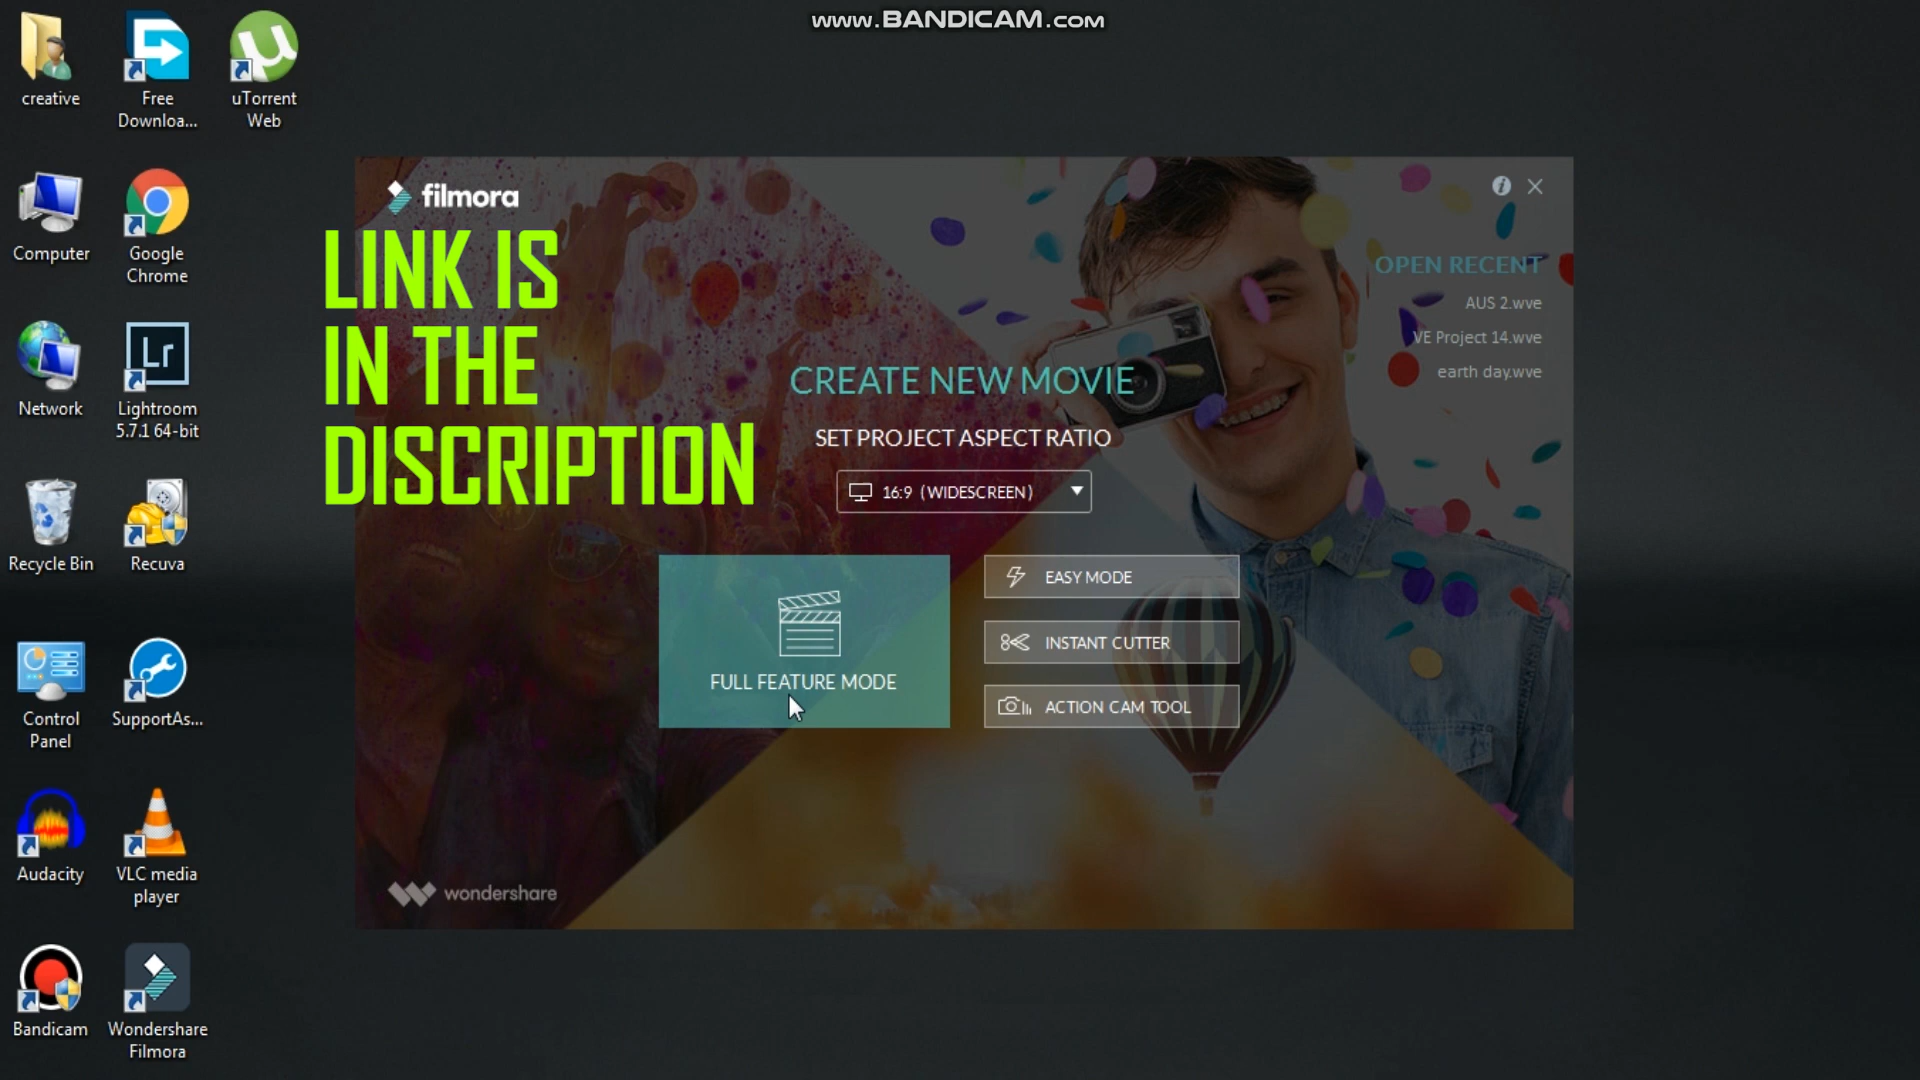 www.BANDICAM.com
creative
Free
Downloa...
uTorrent
Web
Computer
Google
Chrome
Network
Lightroom
5.7.1 64-bit
Recycle Bin
Recuva
Control
Panel
SupportAs...
Audacity
VLC media
player
Bandicam
Wondershare
Filmora
filmora
LINK IS
IN THE
DISCRIPTION
OPEN RECENT
AUS 2.wve
VE Project 14.wve
earth day.wve
CREATE NEW MOVIE
SET PROJECT ASPECT RATIO
16:9 (WIDESCREEN)
FULL FEATURE MODE
EASY MODE
INSTANT CUTTER
ACTION CAM TOOL
wondershare
Lr